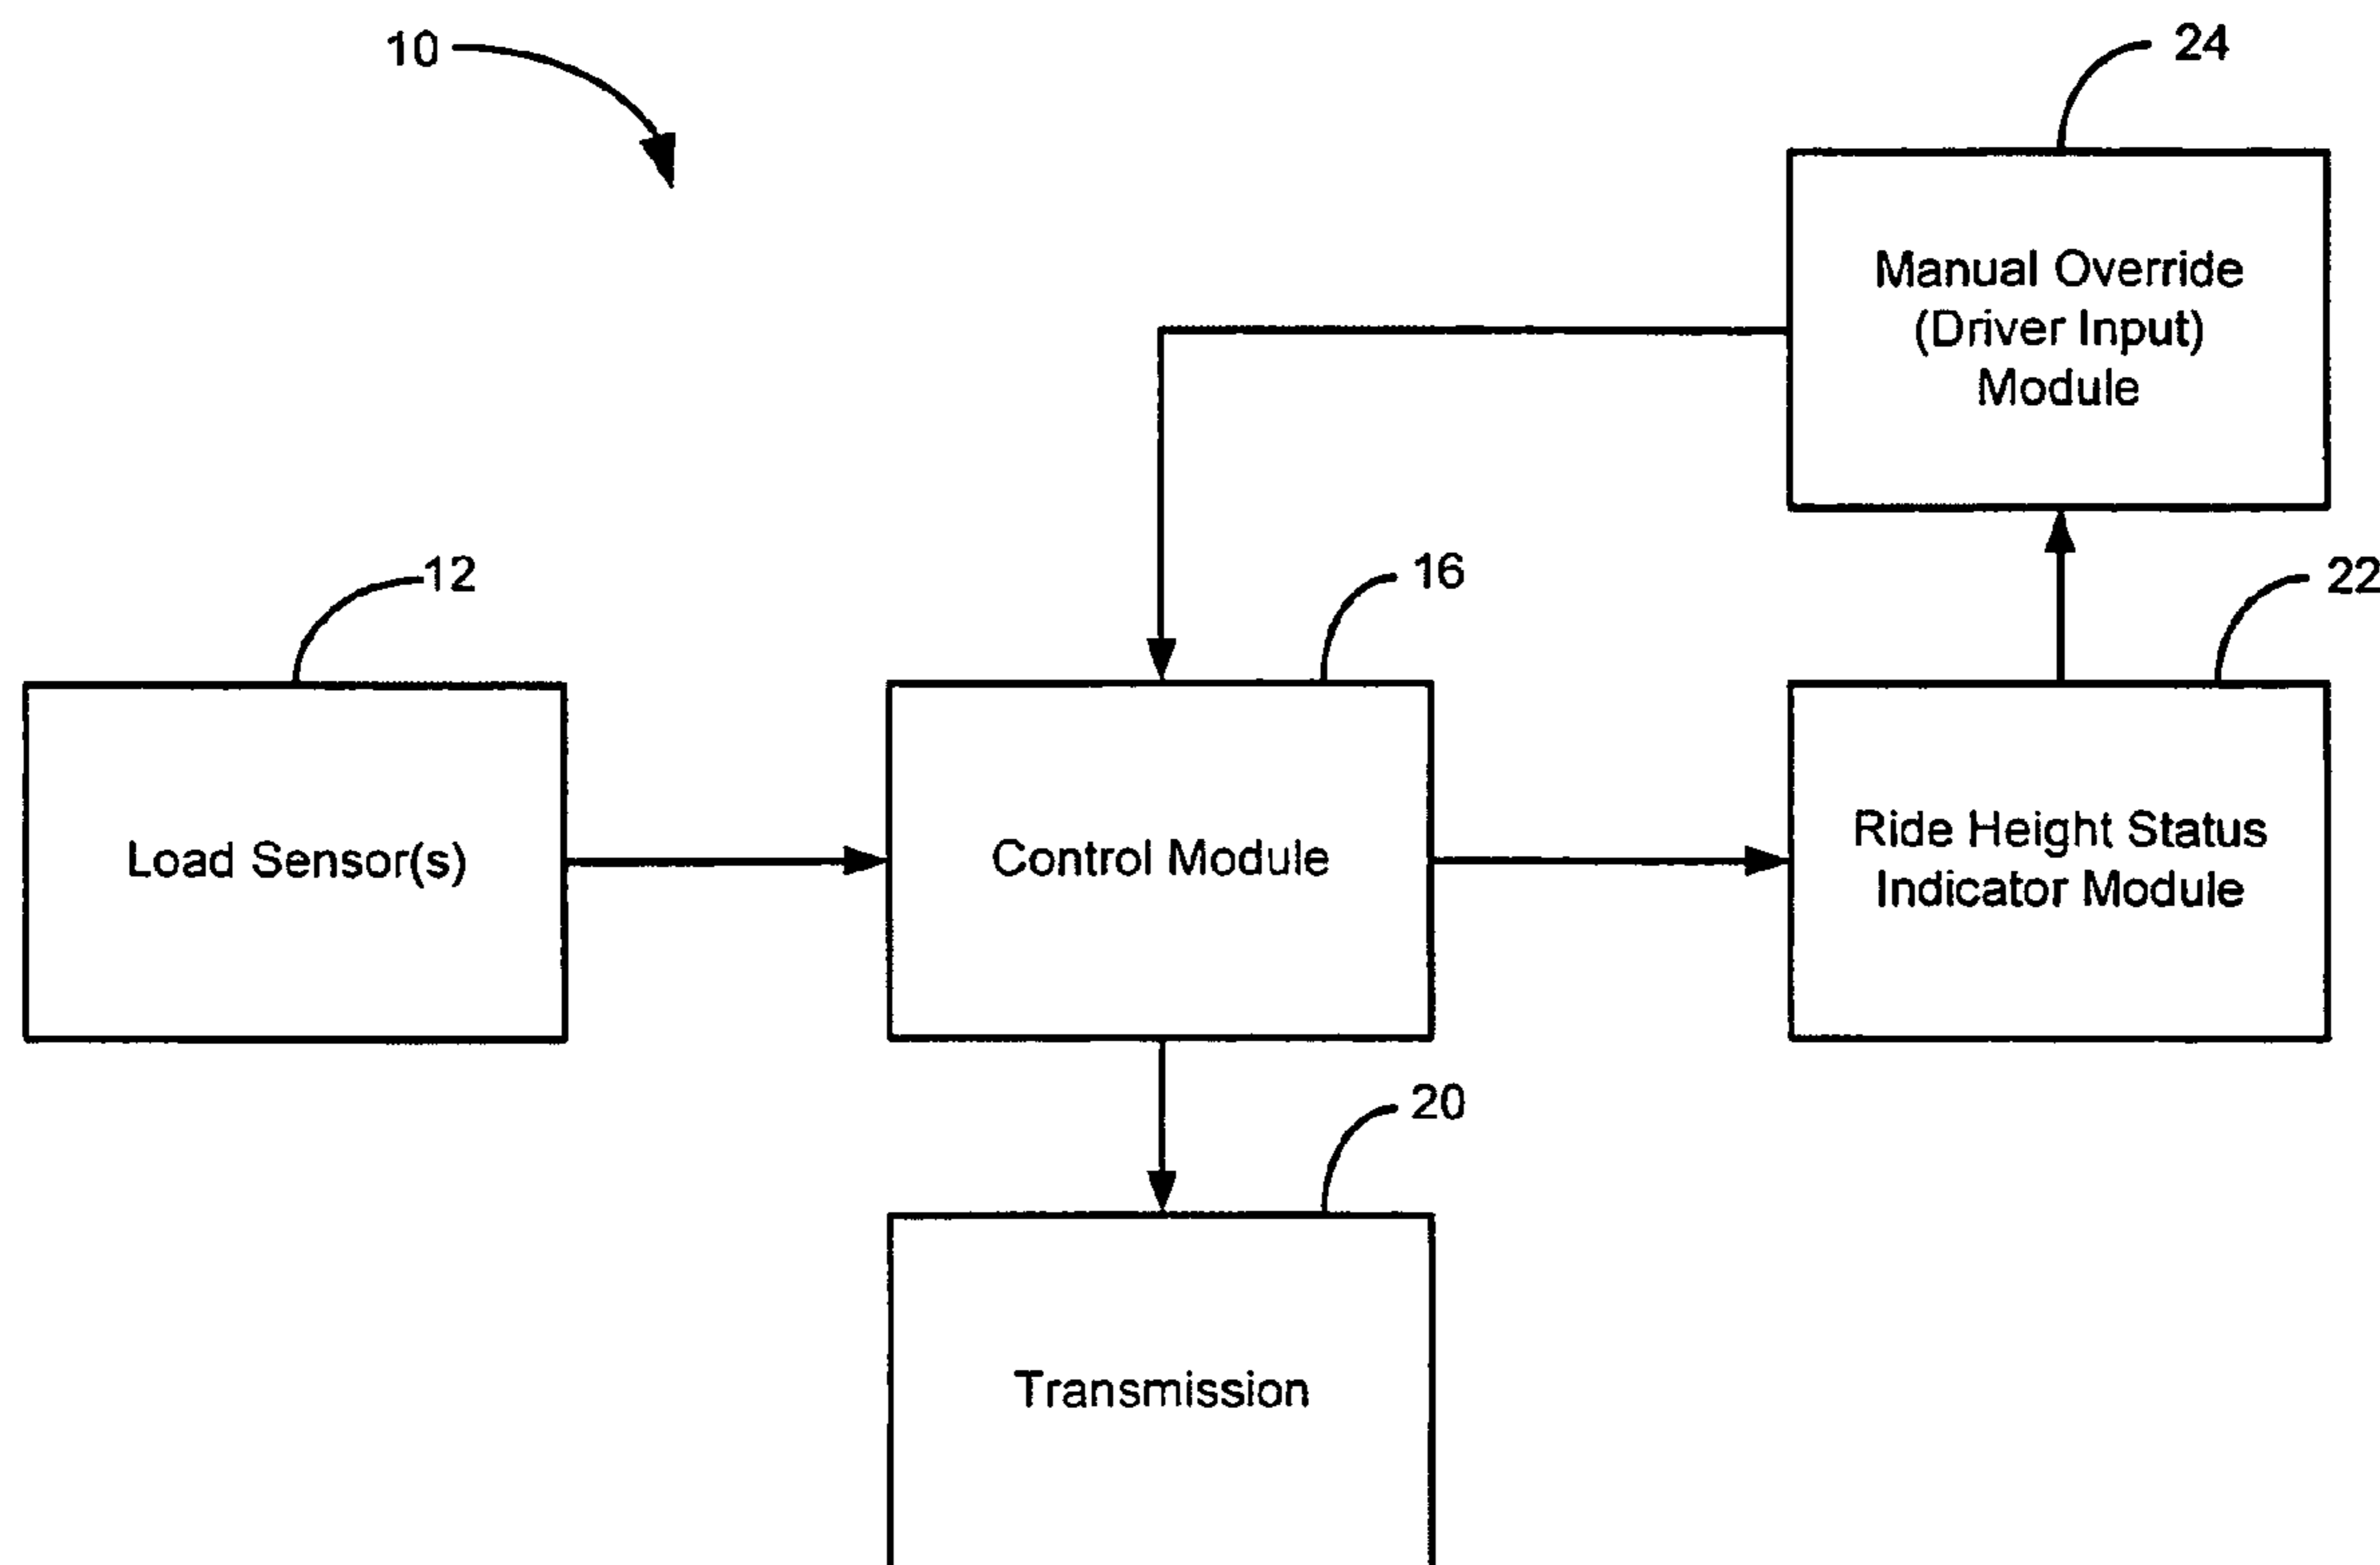 10
24
Manual Override
(Driver Input)
Module
12
16
22
Load Sensor(s)
Control Module
Ride Height Status
Indicator Module
20
Transmission